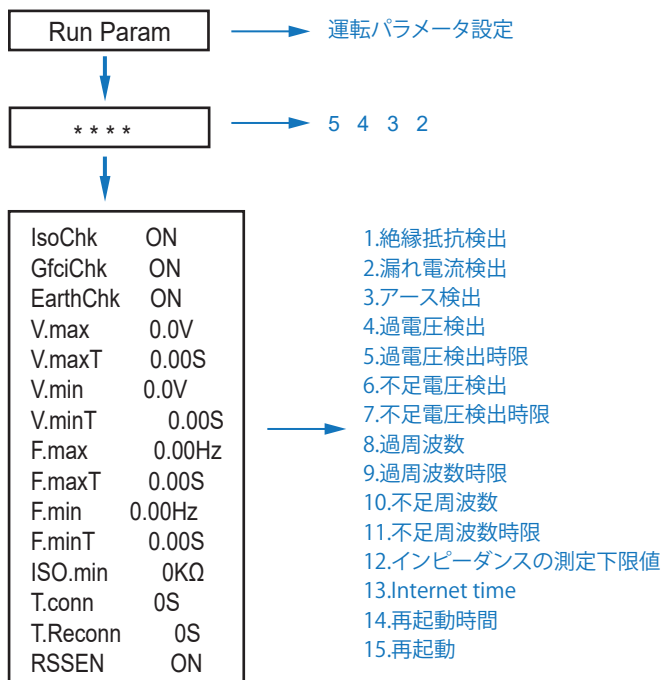 Run Param
運転パラメータ設定
* * * *
5 4 3 2
IsoChk ON
GfciChk ON
EarthChk ON
V.max 0.0V
V.maxT 0.00S
V.min 0.0V
V.minT 0.00S
F.max 0.00Hz
F.maxT 0.00S
F.min 0.00Hz
F.minT 0.00S
ISO.min 0KΩ
T.conn 0S
T.Reconn 0S
RSSEN ON
1.絶縁抵抗検出
2.漏れ電流検出
3.アース検出
4.過電圧検出
5.過電圧検出時限
6.不足電圧検出
7.不足電圧検出時限
8.過周波数
9.過周波数時限
10.不足周波数
11.不足周波数時限
12.インピーダンスの測定下限値
13.Internet time
14.再起動時間
15.再起動